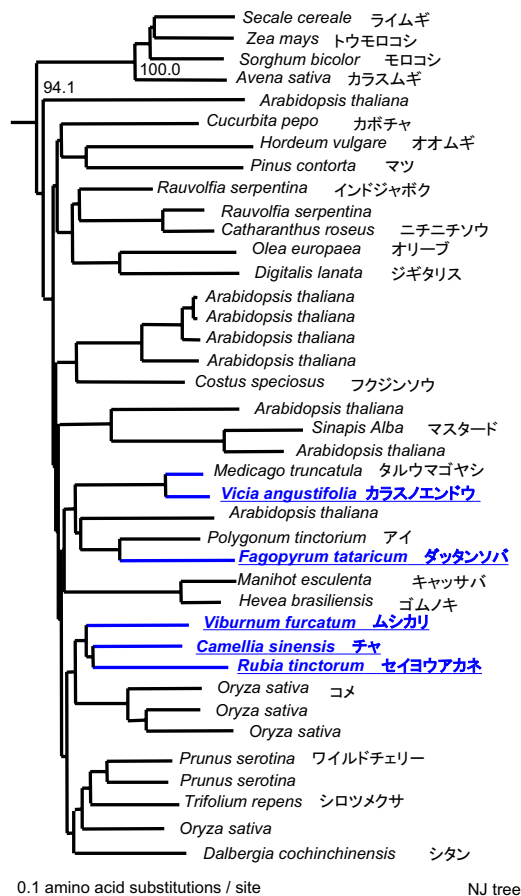 Secale cereale ライムギ
Zea mays トウモロコシ
Sorghum bicolor モロコシ
100.0
Avena sativa カラスムギ
94.1
Arabidopsis thaliana
Cucurbita pepo カボチャ
Hordeum vulgare オオムギ
Pinus contorta マツ
Rauvolfia serpentina インドジャボク
Rauvolfia serpentina
Catharanthus roseus ニチニチソウ
Olea europaea オリーブ
Digitalis lanata ジギタリス
Arabidopsis thaliana
Arabidopsis thaliana
Arabidopsis thaliana
Arabidopsis thaliana
Costus speciosus フクジンソウ
Arabidopsis thaliana
Sinapis Alba マスタード
Arabidopsis thaliana
Medicago truncatula タルウマゴヤシ
Vicia angustifolia カラスノエンドウ
Arabidopsis thaliana
Polygonum tinctorium アイ
Fagopyrum tataricum ダッタンソバ
Manihot esculenta キャッサバ
Hevea brasiliensis ゴムノキ
Viburnum furcatum ムシカリ
Camellia sinensis チャ
Rubia tinctorum セイヨウアカネ
Oryza sativa コメ
Oryza sativa
Oryza sativa
Prunus serotina ワイルドチェリー
Prunus serotina
Trifolium repens シロツメクサ
Oryza sativa
Dalbergia cochinchinensis シタン
0.1 amino acid substitutions / site NJ tree